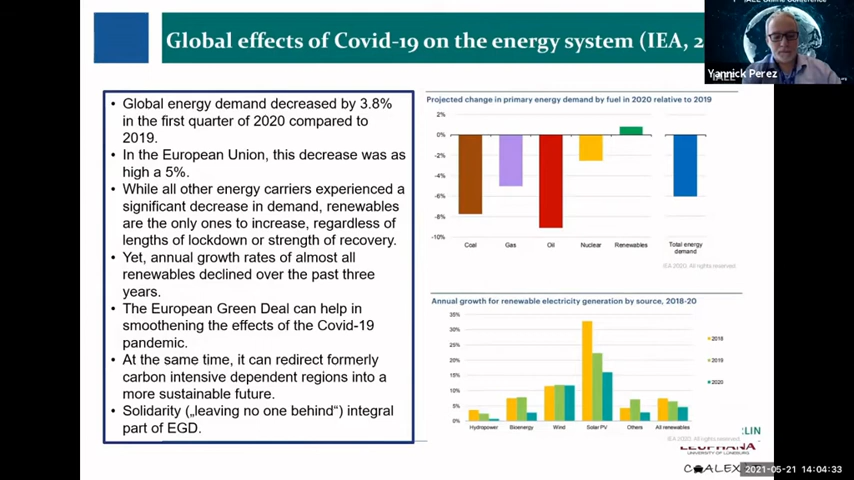 IAEE Online Conference
Yannick Perez
Global effects of Covid-19 on the energy system (IEA, 2
• Global energy demand decreased by 3.8%
in the first quarter of 2020 compared to
2019.
• In the European Union, this decrease was as
high a 5%.
• While all other energy carriers experienced a
significant decrease in demand, renewables
are the only ones to increase, regardless of
lengths of lockdown or strength of recovery.
• Yet, annual growth rates of almost all
renewables declined over the past three
years.
• The European Green Deal can help in
smoothening the effects of the Covid-19
pandemic.
• At the same time, it can redirect formerly
carbon intensive dependent regions into a
more sustainable future.
• Solidarity („leaving no one behind“) integral
part of EGD.
Projected change in primary energy demand by fuel in 2020 relative to 2019
2%
0%
-2%
-4%
-6%
-8%
-10%
Coal Gas Oil Nuclear Renewables Total energy
demand
IEA 2020. All rights reserved.
Annual growth for renewable electricity generation by source, 2018-20
35%
30%
25%
20%
15%
10%
5%
0%
2018
2019
2020
Hydropower Bioenergy Wind Solar PV Others All renewables
IEA 2020. All rights reserved.
LIN
LEUPHANA
UNIVERSITY OF LÜNEBURG
COALEX
2021-05-21 14:04:33